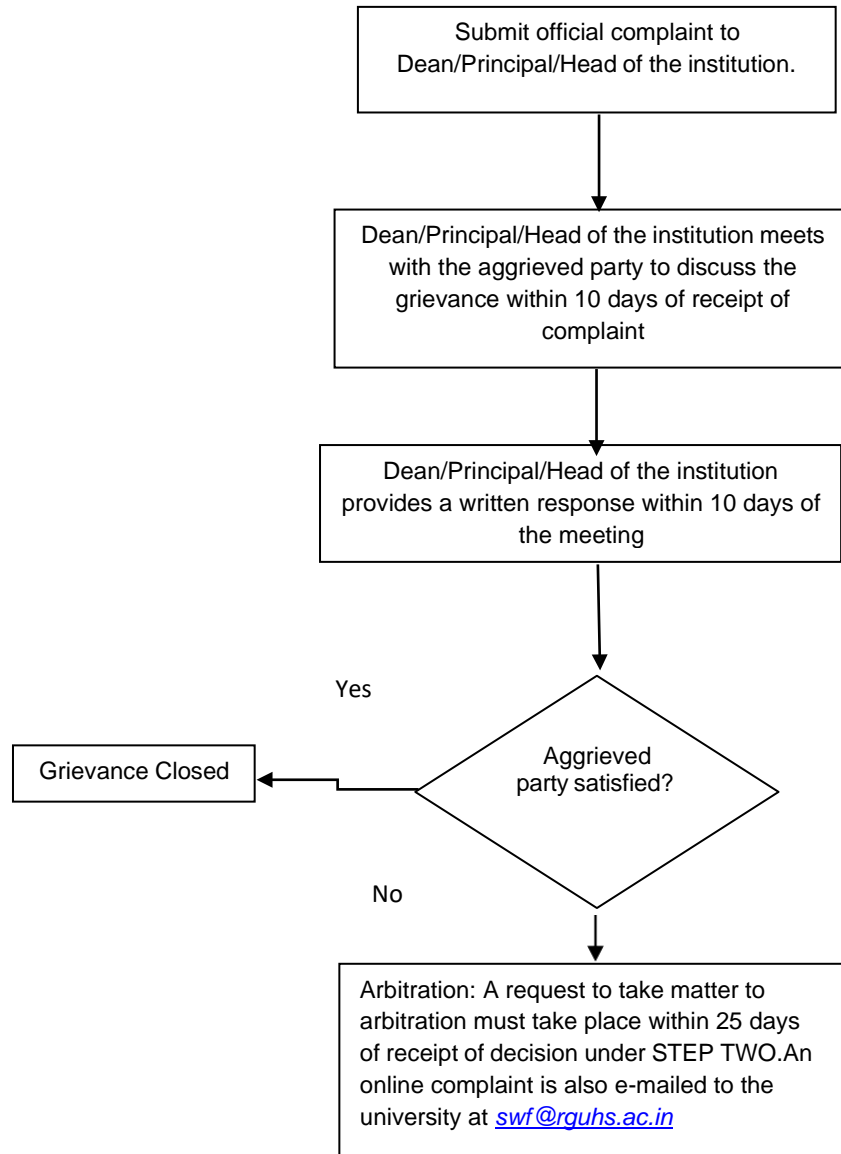 Submit official complaint to
Dean/Principal/Head of the institution.
Dean/Principal/Head of the institution meets
with the aggrieved party to discuss the
grievance within 10 days of receipt of
complaint
Dean/Principal/Head of the institution
provides a written response within 10 days of
the meeting
Yes
Aggrieved
party satisfied?
Grievance Closed
No
Arbitration: A request to take matter to
arbitration must take place within 25 days
of receipt of decision under STEP TWO.An
online complaint is also e-mailed to the
university at swf@rguhs.ac.in